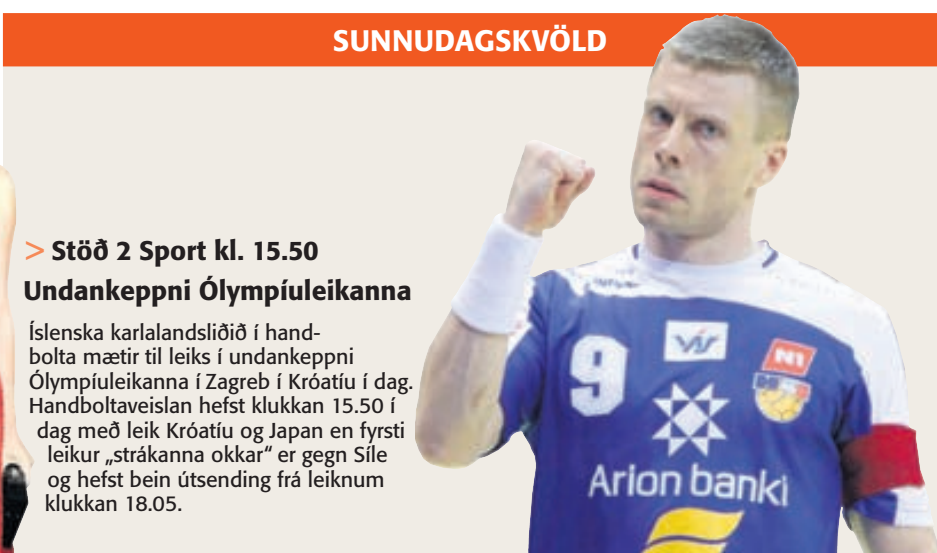 SUNNUDAGSKVÖLD
> Stöð 2 Sport kl. 15.50
Undankeppni Ólympíuleikanna
Íslenska karlalandsliðið í hand-
bolta mætir til leiks í undankeppni
Ólympíuleikanna í Zagreb í Króatíu í dag.
Handboltaveislan hefst klukkan 15.50 í
dag með leik Króatíu og Japan en fyrsti
leikur „strákanna okkar“ er gegn Síle
og hefst bein útsending frá leiknum
klukkan 18.05.
VÍS
N1
9
Arion banki